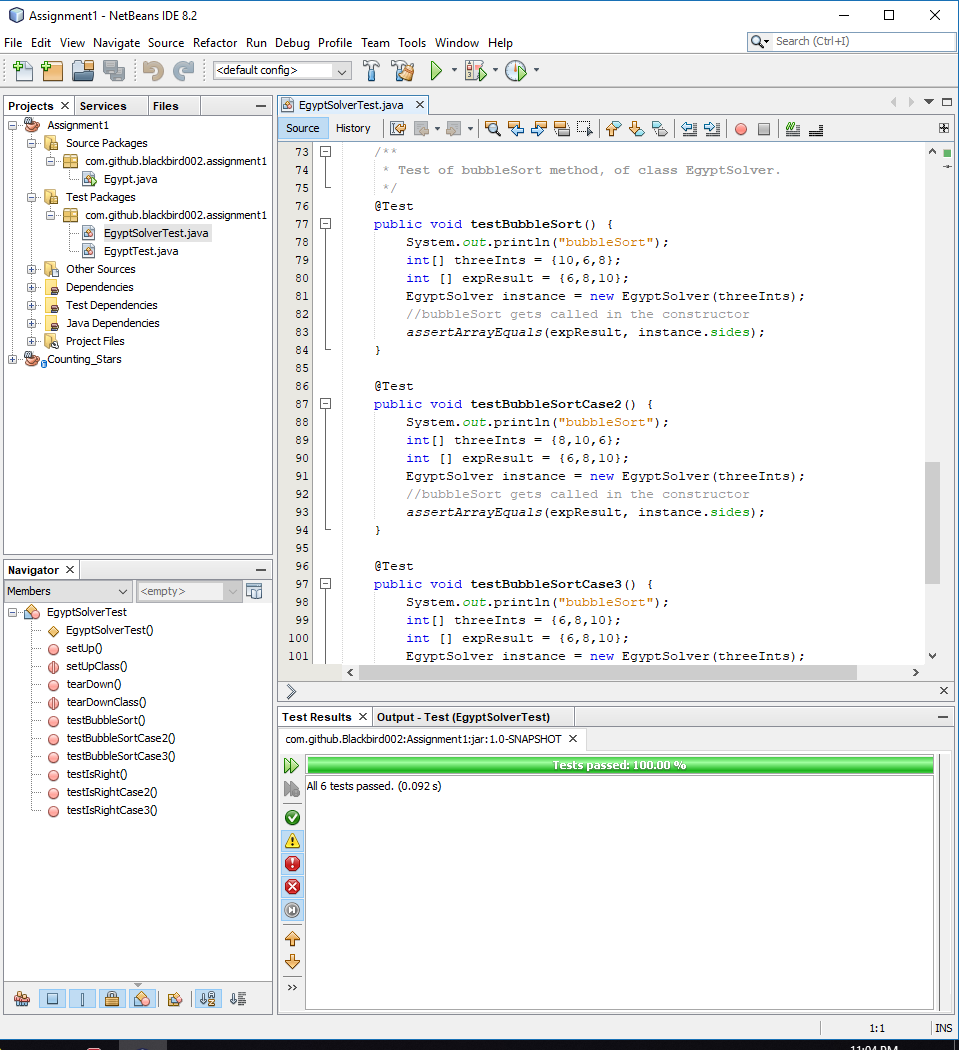 Assignment1 - NetBeans IDE 8.2
File Edit View Navigate Source Refactor Run Debug Profile Team Tools Window Help
Search (Ctrl+I)
<default config>
Projects Services Files
Assignment1
Source Packages
com.github.blackbird002.assignment1
Egypt.java
Test Packages
com.github.blackbird002.assignment1
EgyptSolverTest.java
EgyptTest.java
Other Sources
Dependencies
Test Dependencies
Java Dependencies
Project Files
Counting_Stars
Navigator
Members <empty>
EgyptSolverTest
EgyptSolverTest()
setUp()
setUpClass()
tearDown()
tearDownClass()
testBubbleSort()
testBubbleSortCase2()
testBubbleSortCase3()
testIsRight()
testIsRightCase2()
testIsRightCase3()
EgyptSolverTest.java
Source History
73 /**
74 * Test of bubbleSort method, of class EgyptSolver.
75 */
76 @Test
77 public void testBubbleSort() {
78 System.out.println("bubbleSort");
79 int[] threeInts = {10,6,8};
80 int [] expResult = {6,8,10};
81 EgyptSolver instance = new EgyptSolver(threeInts);
82 //bubbleSort gets called in the constructor
83 assertArrayEquals(expResult, instance.sides);
84 }
85
86 @Test
87 public void testBubbleSortCase2() {
88 System.out.println("bubbleSort");
89 int[] threeInts = {8,10,6};
90 int [] expResult = {6,8,10};
91 EgyptSolver instance = new EgyptSolver(threeInts);
92 //bubbleSort gets called in the constructor
93 assertArrayEquals(expResult, instance.sides);
94 }
95
96 @Test
97 public void testBubbleSortCase3() {
98 System.out.println("bubbleSort");
99 int[] threeInts = {6,8,10};
100 int [] expResult = {6,8,10};
101 EgyptSolver instance = new EgyptSolver(threeInts);
Test Results Output - Test (EgyptSolverTest)
com.github.Blackbird002:Assignment1:jar:1.0-SNAPSHOT
Tests passed: 100.00 %
All 6 tests passed. (0.092 s)
1:1 INS